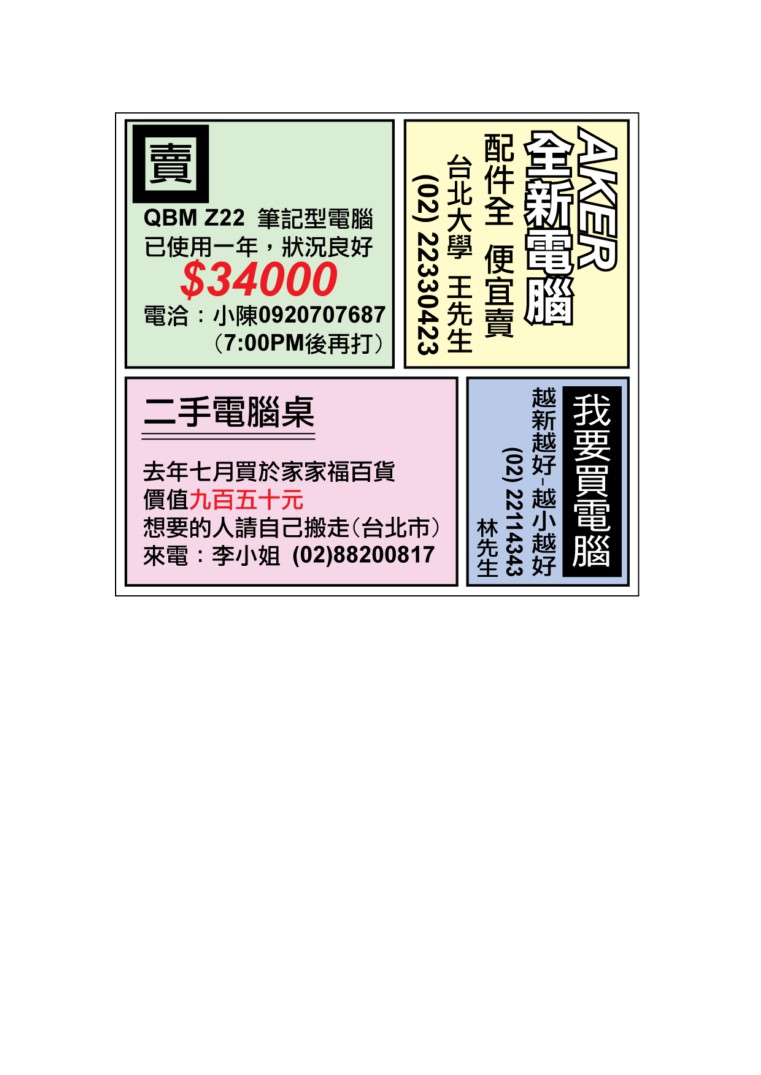 賣
QBM Z22 筆記型電腦
已使用一年，狀況良好
$34000
電洽：小陳0920707687
（7:00PM後再打）
AKER
全新電腦
配件全 便宜賣
台北大學 王先生
(02) 22330423
二手電腦桌
去年七月買於家家福百貨
價值九百五十元
想要的人請自己搬走（台北市）
來電：李小姐 (02)88200817
我要買電腦
越新越好-越小越好
(02) 22114343
林先生